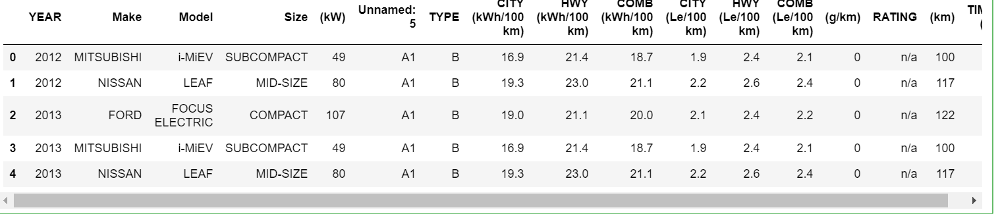 YEAR Make Model Size (kW) Unnamed: 5 TYPE CITY (kWh/100 km) HWY (kWh/100 km) COMB (kWh/100 km) CITY (Le/100 km) HWY (Le/100 km) COMB (Le/100 km) (g/km) RATING (km)
0 2012 MITSUBISHI i-MiEV SUBCOMPACT 49 A1 B 16.9 21.4 18.7 1.9 2.4 2.1 0 n/a 100
1 2012 NISSAN LEAF MID-SIZE 80 A1 B 19.3 23.0 21.1 2.2 2.6 2.4 0 n/a 117
2 2013 FORD FOCUS ELECTRIC COMPACT 107 A1 B 19.0 21.1 20.0 2.1 2.4 2.2 0 n/a 122
3 2013 MITSUBISHI i-MiEV SUBCOMPACT 49 A1 B 16.9 21.4 18.7 1.9 2.4 2.1 0 n/a 100
4 2013 NISSAN LEAF MID-SIZE 80 A1 B 19.3 23.0 21.1 2.2 2.6 2.4 0 n/a 117